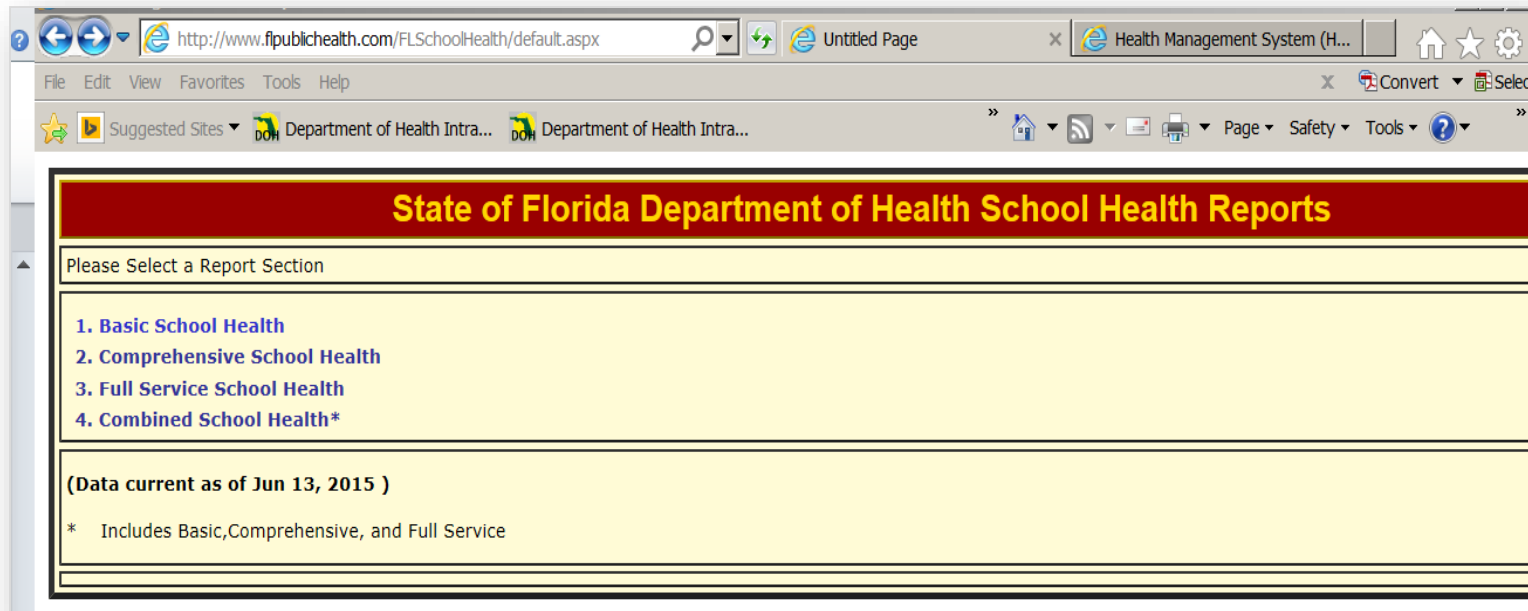 http://www.flpublichealth.com/FLSchoolHealth/default.aspx
Untitled Page
Health Management System (H...
File Edit View Favorites Tools Help
X Convert
Suggested Sites
DOH Department of Health Intra...
DOH Department of Health Intra...
» Page Safety Tools »
State of Florida Department of Health School Health Reports
Please Select a Report Section
1. Basic School Health
2. Comprehensive School Health
3. Full Service School Health
4. Combined School Health*
(Data current as of Jun 13, 2015 )
* Includes Basic,Comprehensive, and Full Service